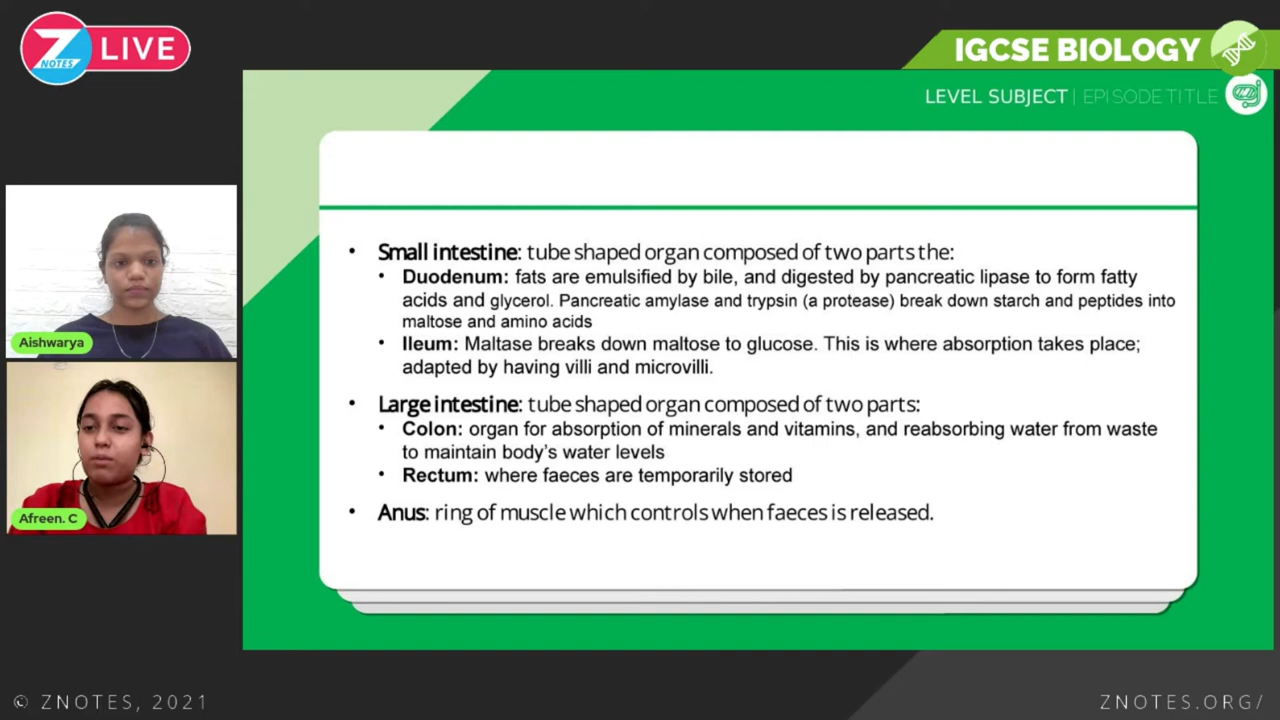 Z NOTES LIVE
IGCSE BIOLOGY
LEVEL SUBJECT | EPISODE TITLE
• Small intestine: tube shaped organ composed of two parts the:
• Duodenum: fats are emulsified by bile, and digested by pancreatic lipase to form fatty
acids and glycerol. Pancreatic amylase and trypsin (a protease) break down starch and peptides into
maltose and amino acids
• Ileum: Maltase breaks down maltose to glucose. This is where absorption takes place;
adapted by having villi and microvilli.
• Large intestine: tube shaped organ composed of two parts:
• Colon: organ for absorption of minerals and vitamins, and reabsorbing water from waste
to maintain body's water levels
• Rectum: where faeces are temporarily stored
• Anus: ring of muscle which controls when faeces is released.
Aishwarya
Afreen. C
© ZNOTES, 2021
ZNOTES.ORG/